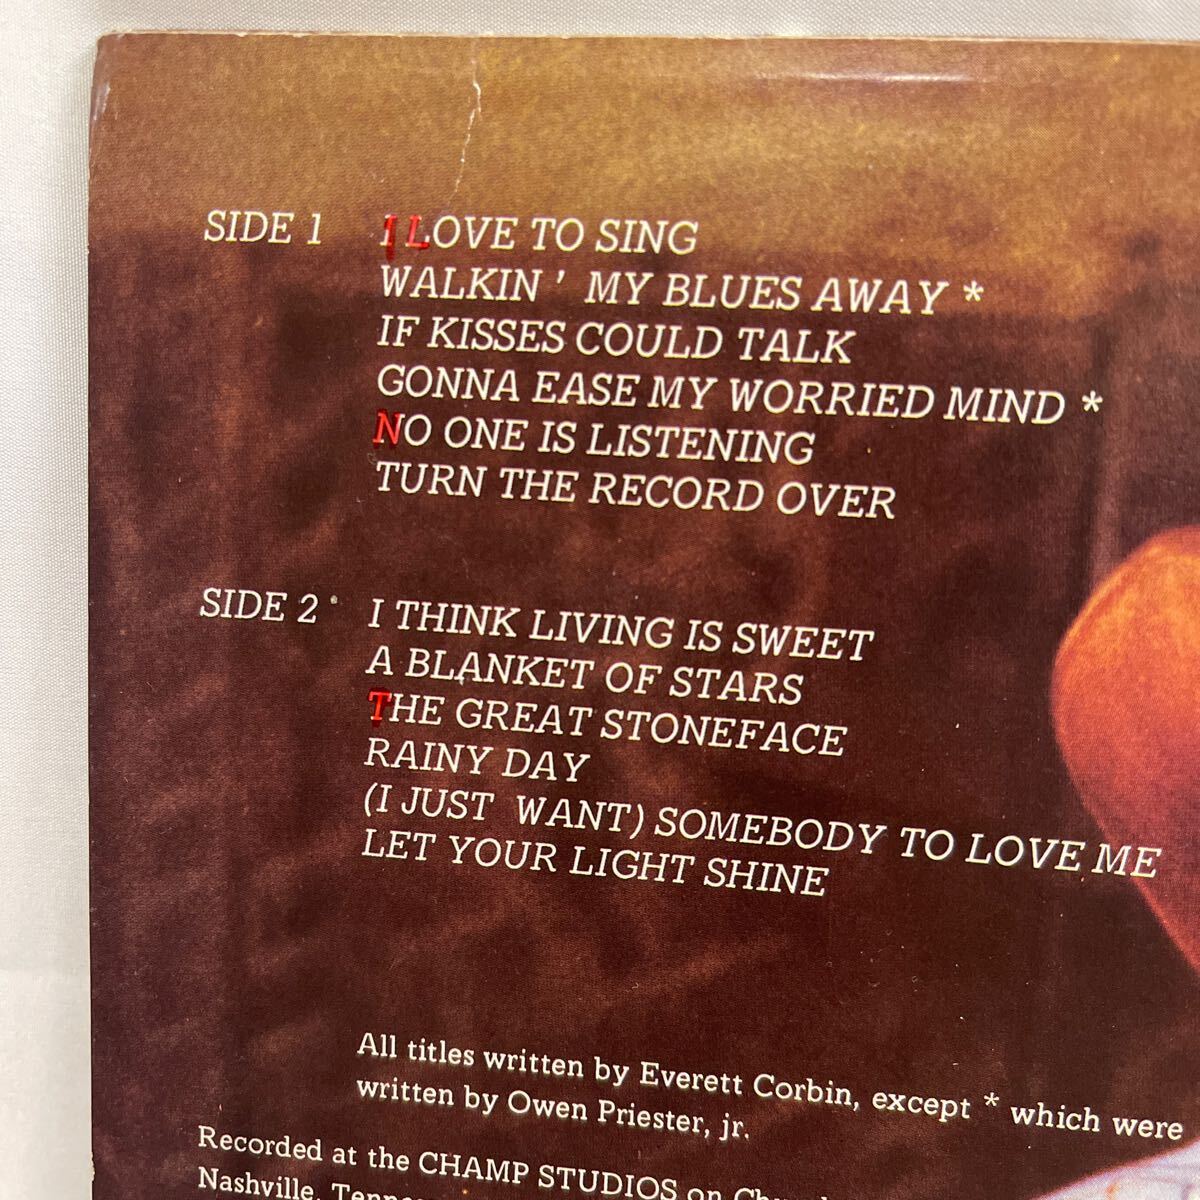 SIDE 1 I LOVE TO SING
WALKIN' MY BLUES AWAY *
IF KISSES COULD TALK
GONNA EASE MY WORRIED MIND *
NO ONE IS LISTENING
TURN THE RECORD OVER
SIDE 2 I THINK LIVING IS SWEET
A BLANKET OF STARS
THE GREAT STONEFACE
RAINY DAY
(I JUST WANT) SOMEBODY TO LOVE ME
LET YOUR LIGHT SHINE
All titles written by Everett Corbin, except * which were
written by Owen Priester, jr.
Recorded at the CHAMP STUDIOS on
Nashville,